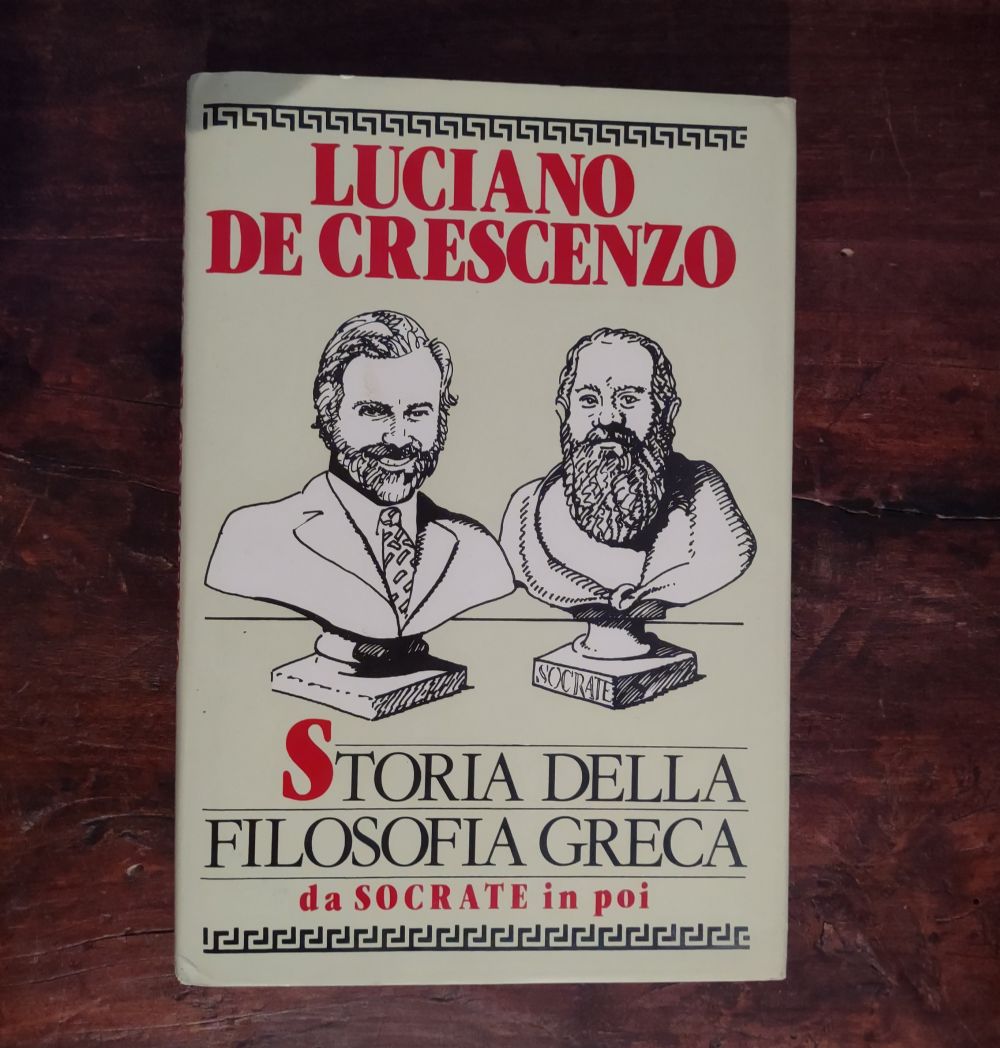 LUCIANO
DE CRESCENZO
SOCRATE
STORIA DELLA
FILOSOFIA GRECA
da SOCRATE in poi